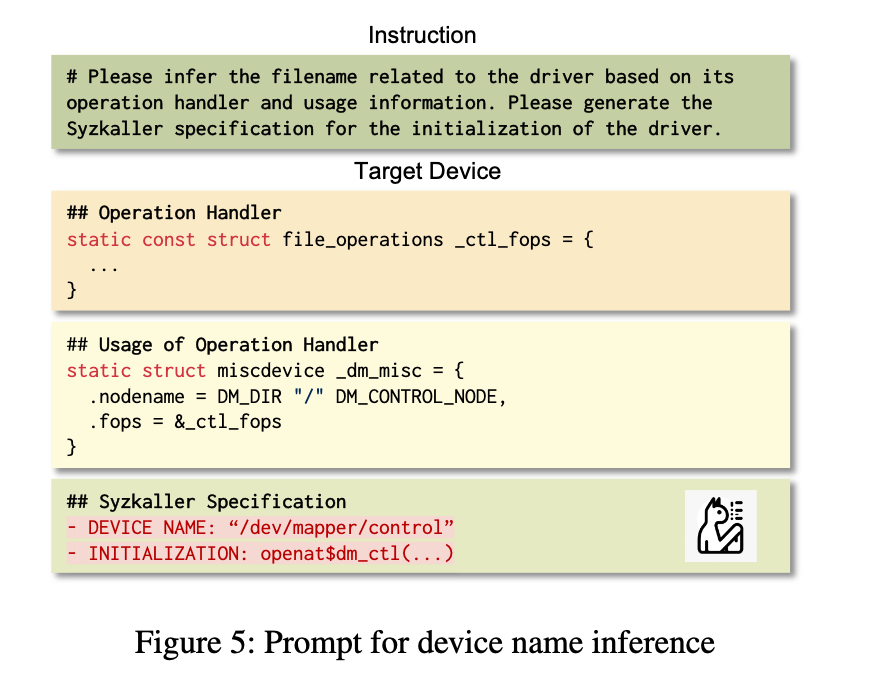 Instruction
# Please infer the filename related to the driver based on its
operation handler and usage information. Please generate the
Syzkaller specification for the initialization of the driver.
Target Device
## Operation Handler
static const struct file_operations _ctl_fops = {
  ...
}
## Usage of Operation Handler
static struct miscdevice _dm_misc = {
  .nodename = DM_DIR "/" DM_CONTROL_NODE,
  .fops = &_ctl_fops
}
## Syzkaller Specification
- DEVICE NAME: “/dev/mapper/control”
- INITIALIZATION: openat$dm_ctl(...)
Figure 5: Prompt for device name inference